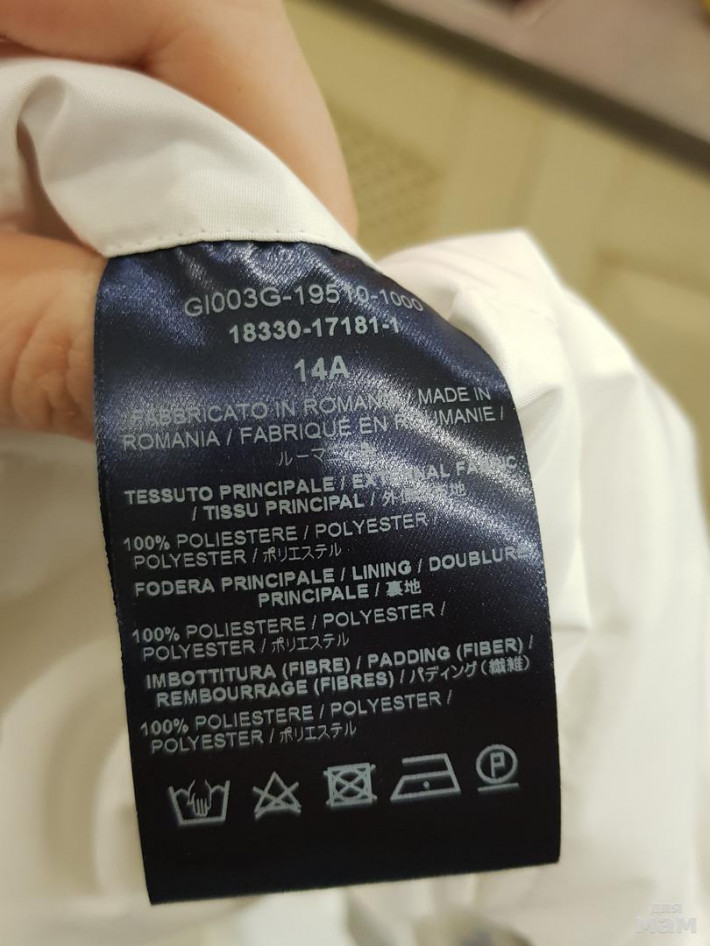 GI003G-19510-1000
18330-17181-1
14A
FABBRICATO IN ROMANIA / MADE IN
ROMANIA / FABRIQUÉ EN ROUMANIE /
TESSUTO PRINCIPALE / EXTERNAL FABRIC
/ TISSU PRINCIPAL /
100% POLIESTERE / POLYESTER /
POLYESTER / ポリエステル
FODERA PRINCIPALE / LINING / DOUBLURE
PRINCIPALE / 裏地
100% POLIESTERE / POLYESTER /
POLYESTER / ポリエステル
IMBOTTITURA (FIBRE) / PADDING (FIBER) /
REMBOURRAGE (FIBRES) / パディング(繊維)
100% POLIESTERE / POLYESTER /
POLYESTER / ポリエステル
P
для
мам